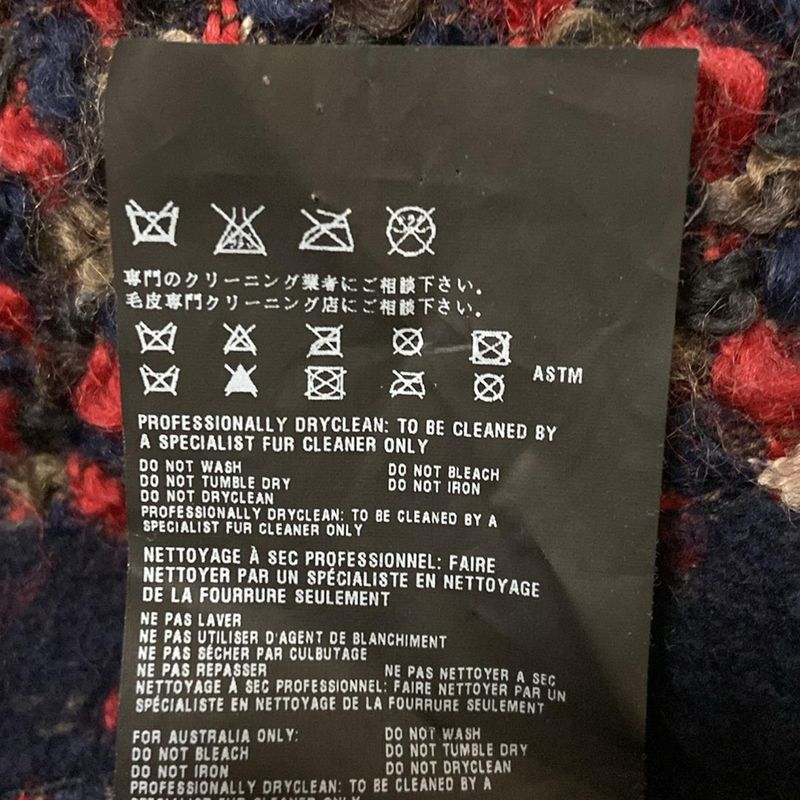 専門のクリーニング業者にご相談下さい。
毛皮専門クリーニング店にご相談下さい。
ASTM
PROFESSIONALLY DRYCLEAN: TO BE CLEANED BY
A SPECIALIST FUR CLEANER ONLY
DO NOT WASH DO NOT BLEACH
DO NOT TUMBLE DRY DO NOT IRON
DO NOT DRYCLEAN
PROFESSIONALLY DRYCLEAN: TO BE CLEANED BY A
SPECIALIST FUR CLEANER ONLY
NETTOYAGE À SEC PROFESSIONNEL: FAIRE
NETTOYER PAR UN SPÉCIALISTE EN NETTOYAGE
DE LA FOURRURE SEULEMENT
NE PAS LAVER
NE PAS UTILISER D'AGENT DE BLANCHIMENT
NE PAS SÉCHER PAR CULBUTAGE
NE PAS REPASSER NE PAS NETTOYER A SEC
NETTOYAGE À SEC PROFESSIONNEL: FAIRE NETTOYER PAR UN
SPÉCIALISTE EN NETTOYAGE DE LA FOURRURE SEULEMENT
FOR AUSTRALIA ONLY: DO NOT WASH
DO NOT BLEACH DO NOT TUMBLE DRY
DO NOT IRON DO NOT DRYCLEAN
PROFESSIONALLY DRYCLEAN: TO BE CLEANED BY A
SPECIALIST FUR CLEANER ONLY